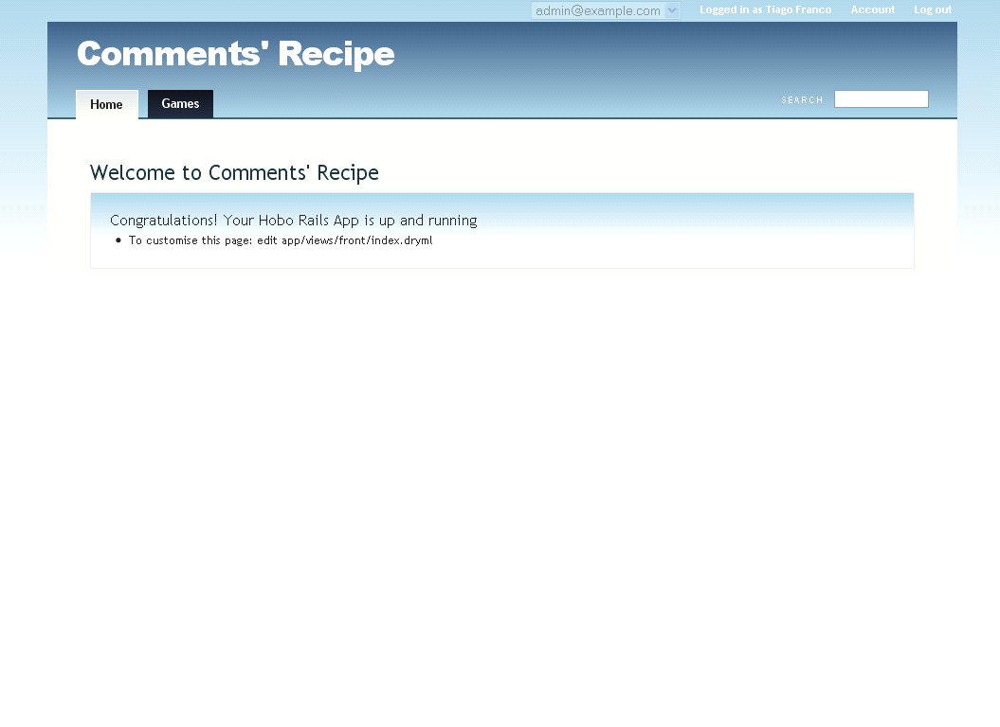 admin@example.com Logged in as Tiago Franco Account Log out
Comments' Recipe
Home Games SEARCH
Welcome to Comments' Recipe
Congratulations! Your Hobo Rails App is up and running
• To customise this page: edit app/views/front/index.dryml